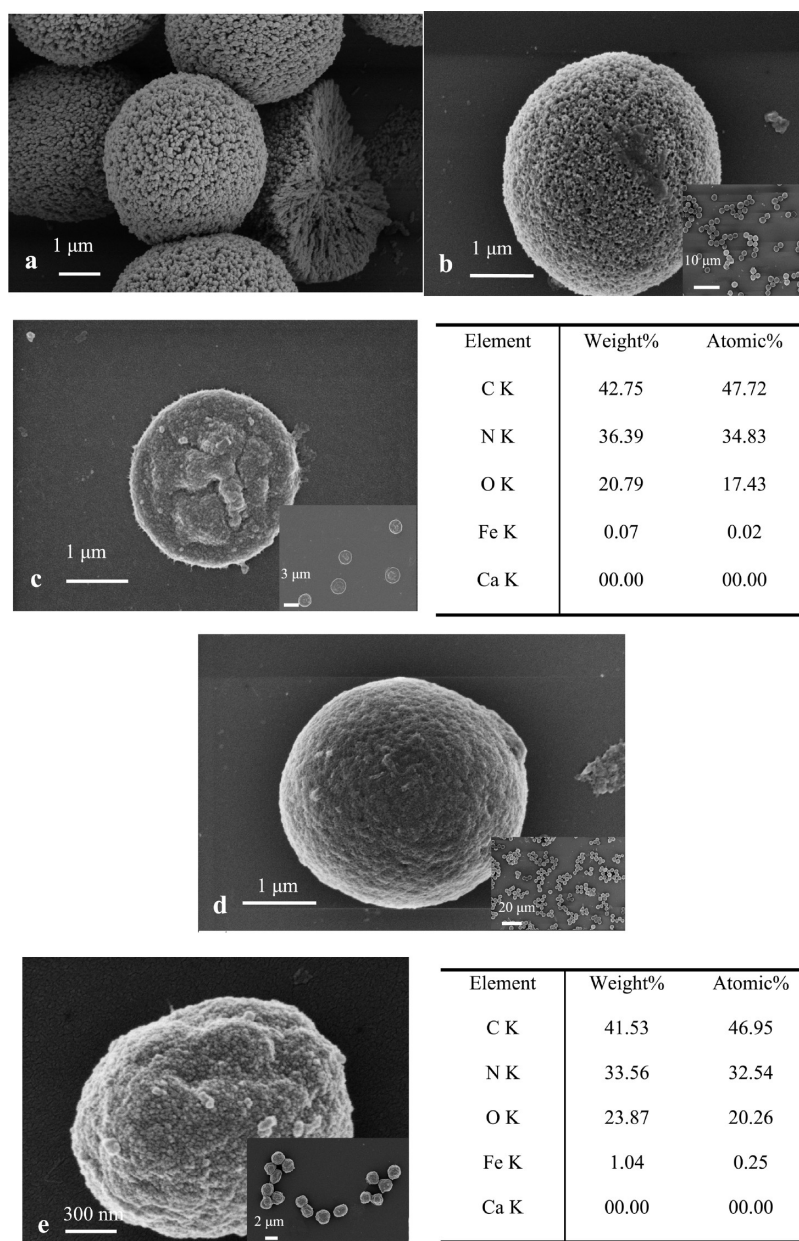 1 μm
a
1 μm
b
10 μm
1 μm
c
3 μm
Element Weight% Atomic%
C K 42.75 47.72
N K 36.39 34.83
O K 20.79 17.43
Fe K 0.07 0.02
Ca K 00.00 00.00
1 μm
d
20 μm
300 nm
e
2 μm
Element Weight% Atomic%
C K 41.53 46.95
N K 33.56 32.54
O K 23.87 20.26
Fe K 1.04 0.25
Ca K 00.00 00.00